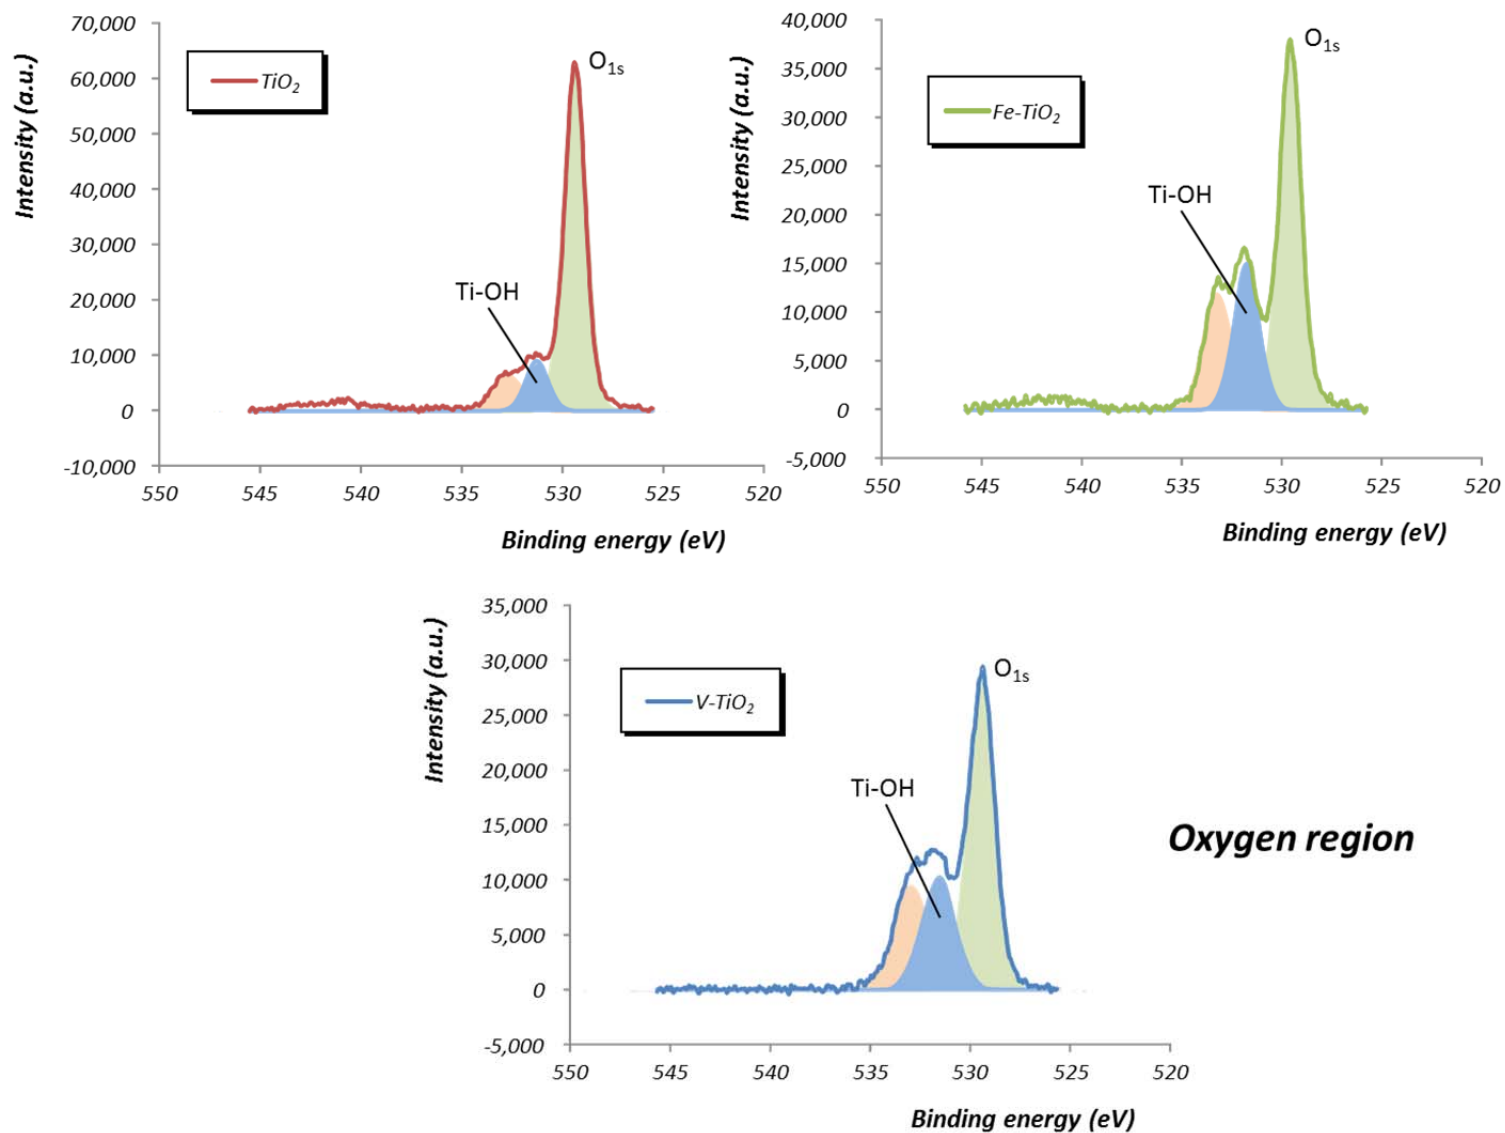 70,000
60,000
50,000
40,000
30,000
20,000
10,000
0
-10,000
Intensity (a.u.)
TiO2
O1s
Ti-OH
550 545 540 535 530 525 520
Binding energy (eV)
40,000
35,000
30,000
25,000
20,000
15,000
10,000
5,000
0
-5,000
Intensity (a.u.)
Fe-TiO2
O1s
Ti-OH
550 545 540 535 530 525 520
Binding energy (eV)
35,000
30,000
25,000
20,000
15,000
10,000
5,000
0
-5,000
Intensity (a.u.)
V-TiO2
O1s
Ti-OH
550 545 540 535 530 525 520
Binding energy (eV)
Oxygen region